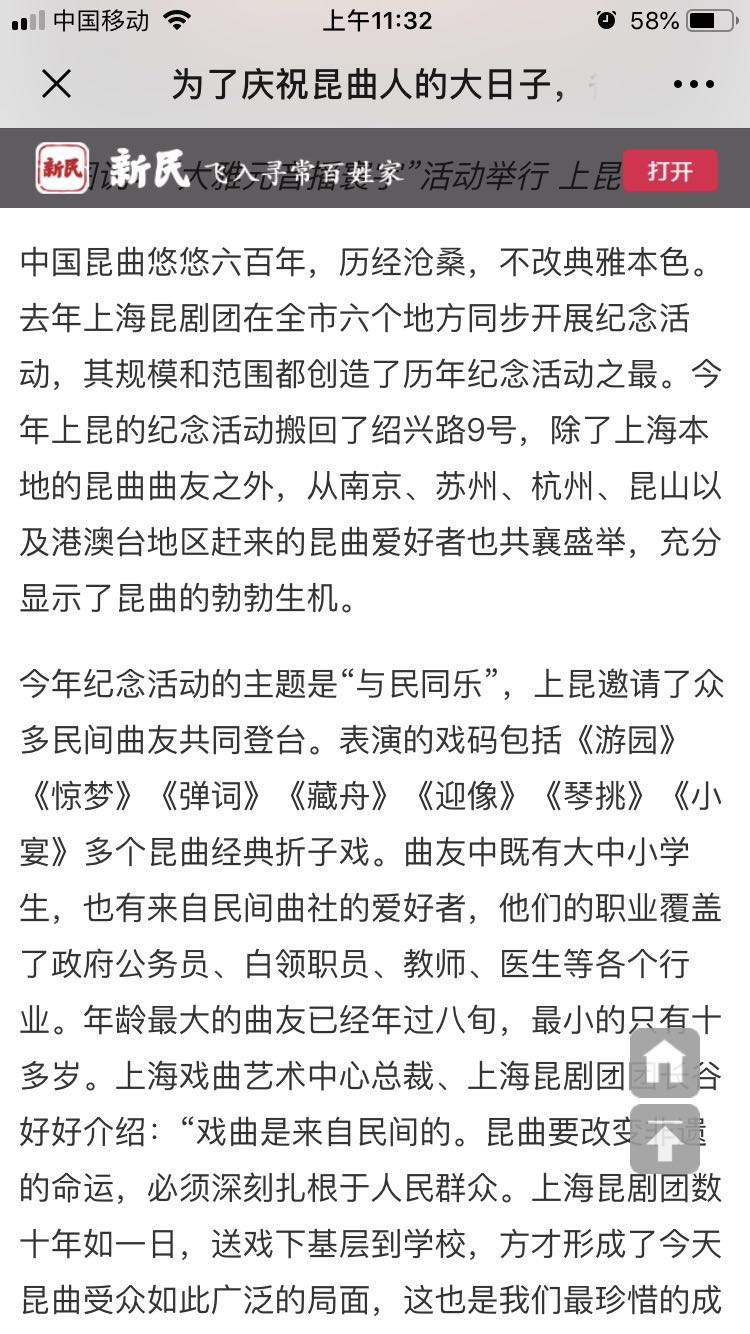 中国移动 上午11:32 58%
为了庆祝昆曲人的大日子，
新民 新民 飞入寻常百姓家 ”活动举行 上昆 打开
中国昆曲悠悠六百年，历经沧桑，不改典雅本色。
去年上海昆剧团在全市六个地方同步开展纪念活
动，其规模和范围都创造了历年纪念活动之最。今
年上昆的纪念活动搬回了绍兴路9号，除了上海本
地的昆曲曲友之外，从南京、苏州、杭州、昆山以
及港澳台地区赶来的昆曲爱好者也共襄盛举，充分
显示了昆曲的勃勃生机。
今年纪念活动的主题是“与民同乐”，上昆邀请了众
多民间曲友共同登台。表演的戏码包括《游园》
《惊梦》《弹词》《藏舟》《迎像》《琴挑》《小
宴》多个昆曲经典折子戏。曲友中既有大中小学
生，也有来自民间曲社的爱好者，他们的职业覆盖
了政府公务员、白领职员、教师、医生等各个行
业。年龄最大的曲友已经年过八旬，最小的只有十
多岁。上海戏曲艺术中心总裁、上海昆剧团团长谷
好好介绍：“戏曲是来自民间的。昆曲要改变非遗
的命运，必须深刻扎根于人民群众。上海昆剧团数
十年如一日，送戏下基层到学校，方才形成了今天
昆曲受众如此广泛的局面，这也是我们最珍惜的成